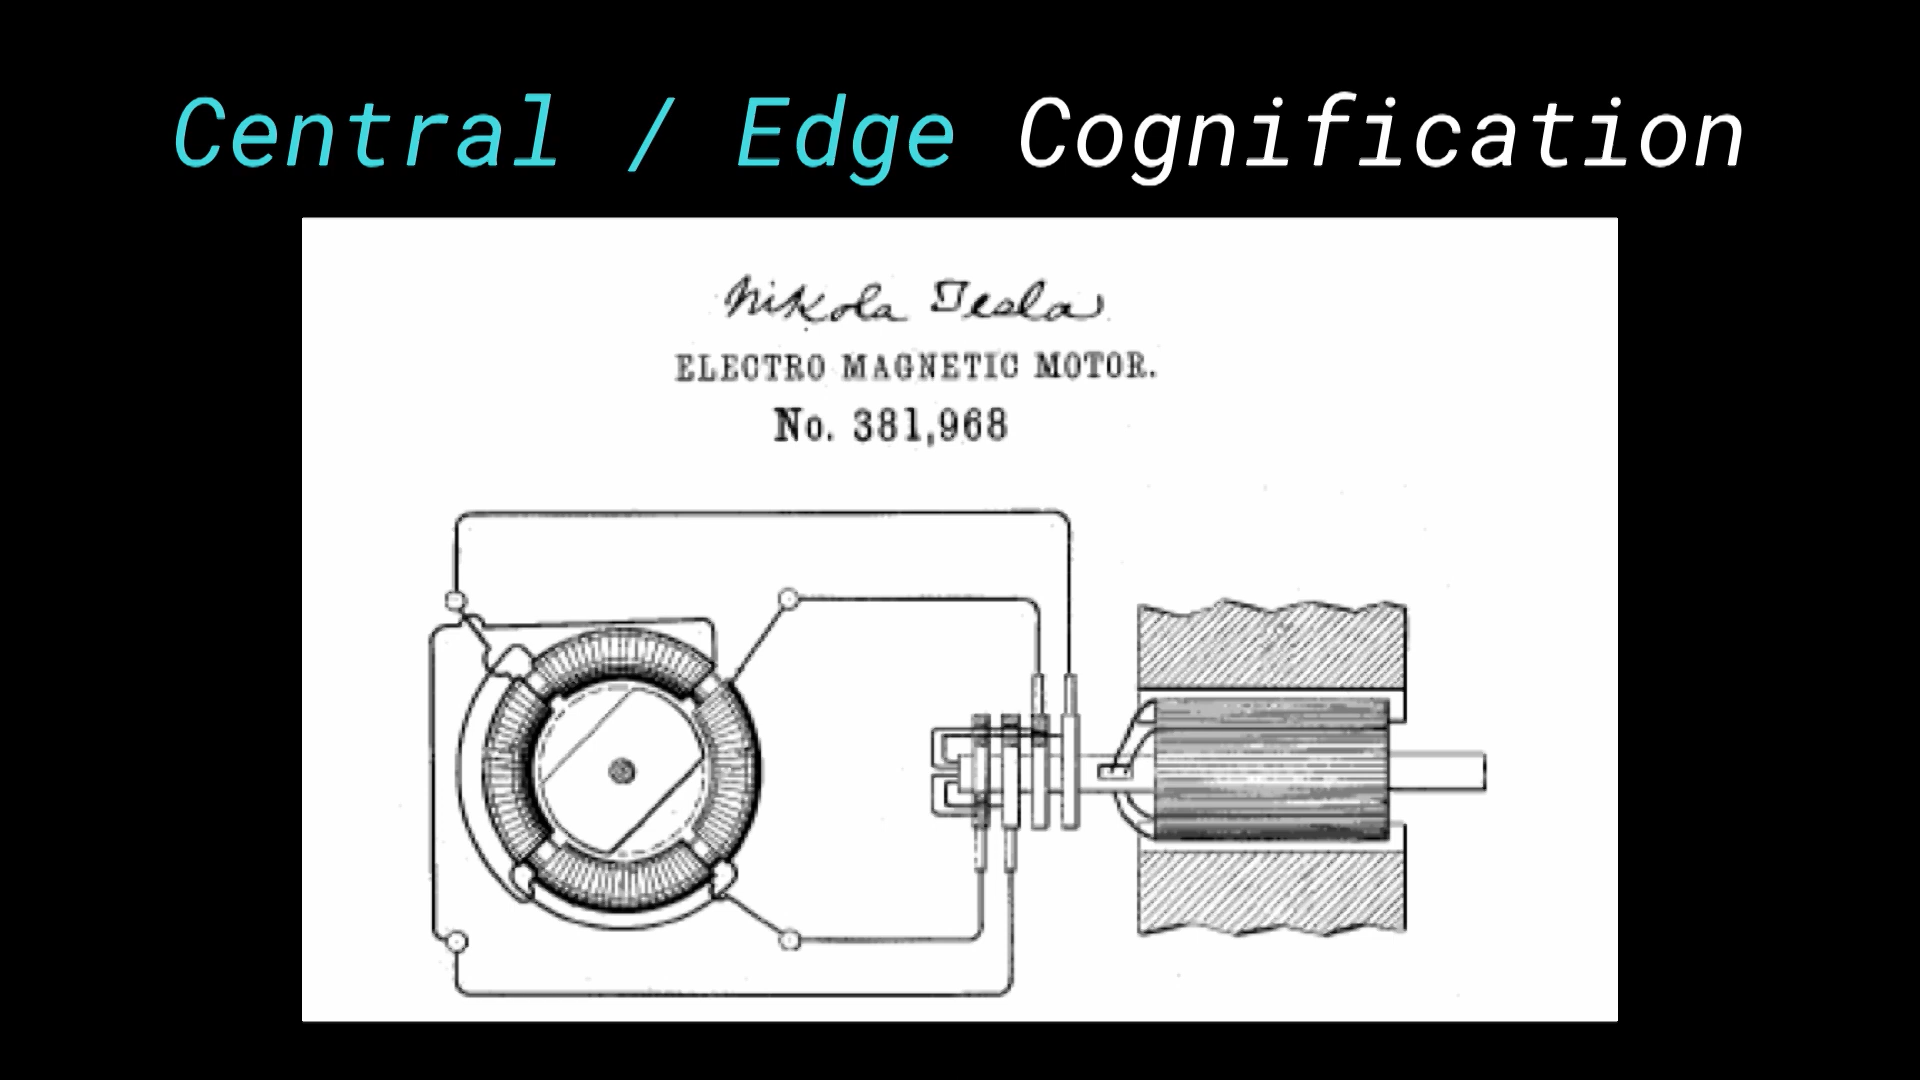 Central / Edge Cognification
Nikola Tesla
ELECTRO MAGNETIC MOTOR.
No. 381,968